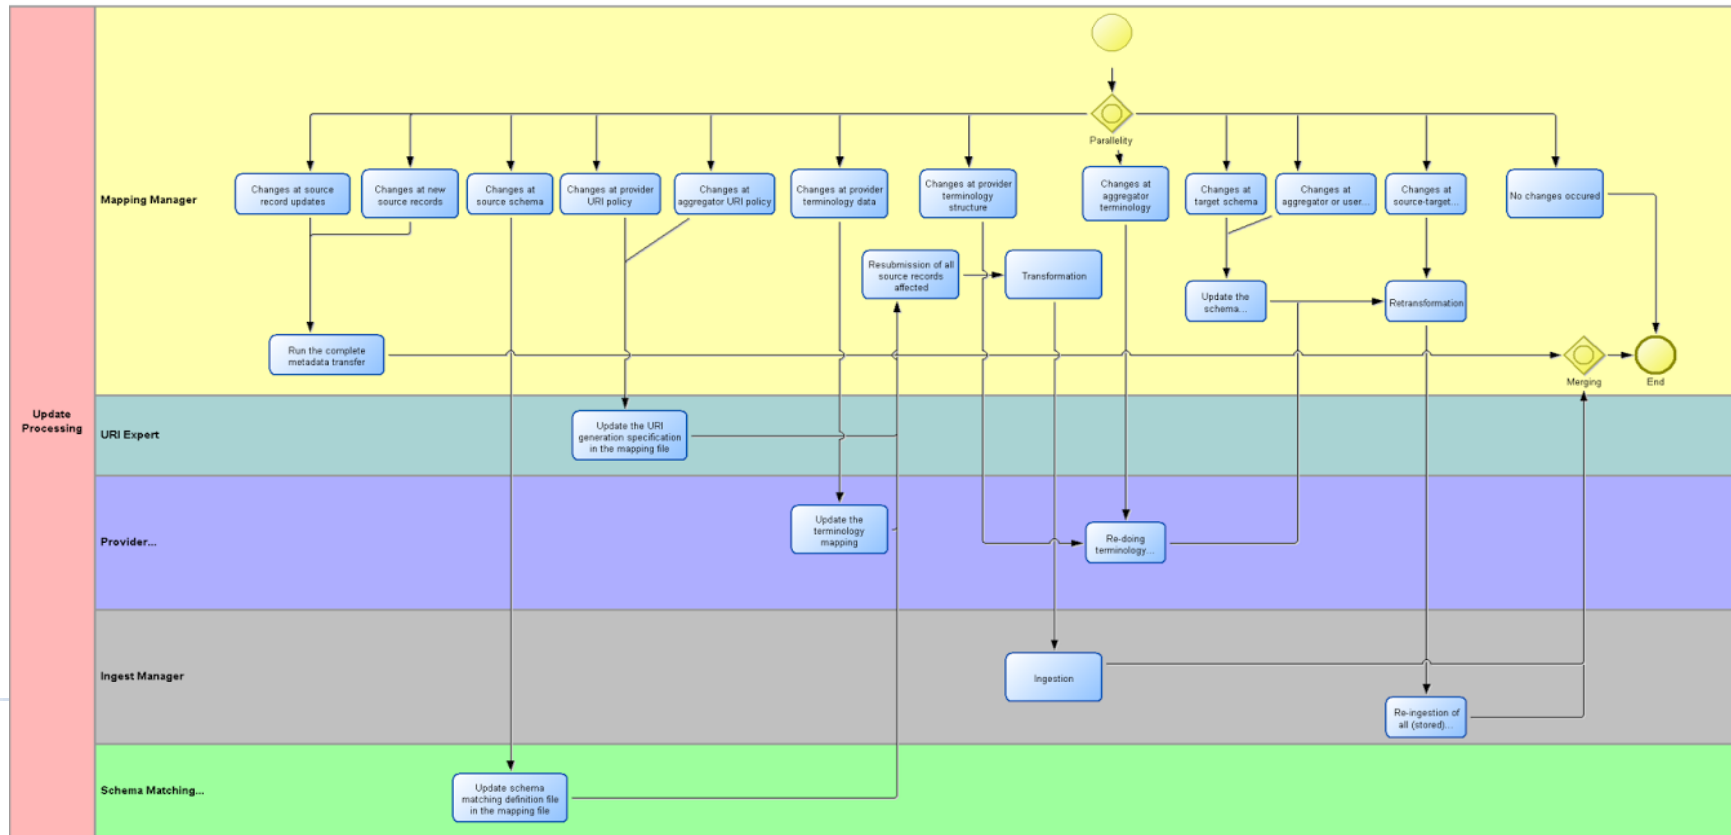 Parallelity
Changes at source
record updates
Changes at new
source records
Changes at
source schema
Changes at provider
URI policy
Changes at
aggregator URI policy
Changes at provider
terminology data
Changes at provider
terminology
structure
Changes at
aggregator
terminology
Changes at
target schema
Changes at
aggregator or user...
Changes at
source-target...
No changes occured
Mapping Manager
Resubmission of all
source records
affected
Transformation
Update the
schema...
Retransformation
Run the complete
metadata transfer
Merging
End
Update
Processing
URI Expert
Update the URI
generation specification
in the mapping file
Provider...
Update the
terminology
mapping
Re-doing
terminology...
Ingest Manager
Ingestion
Re-ingestion of
all (stored)...
Schema Matching...
Update schema
matching definition file
in the mapping file